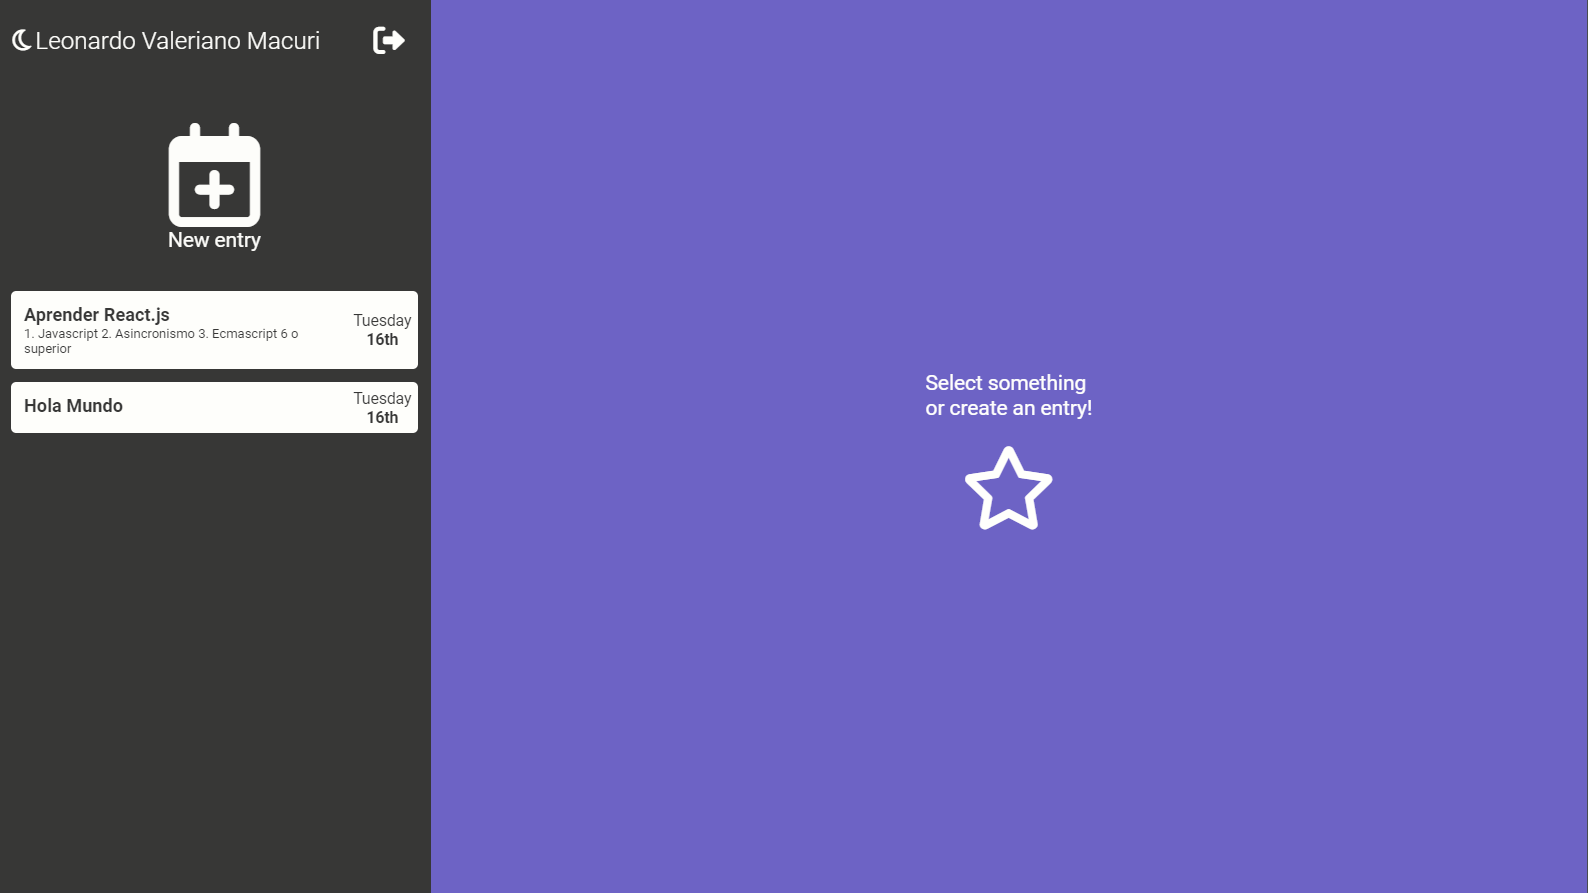 Leonardo Valeriano Macuri
New entry
Aprender React.js
1. Javascript 2. Asincronismo 3. Ecmascript 6 o
superior
Tuesday
16th
Hola Mundo
Tuesday
16th
Select something
or create an entry!